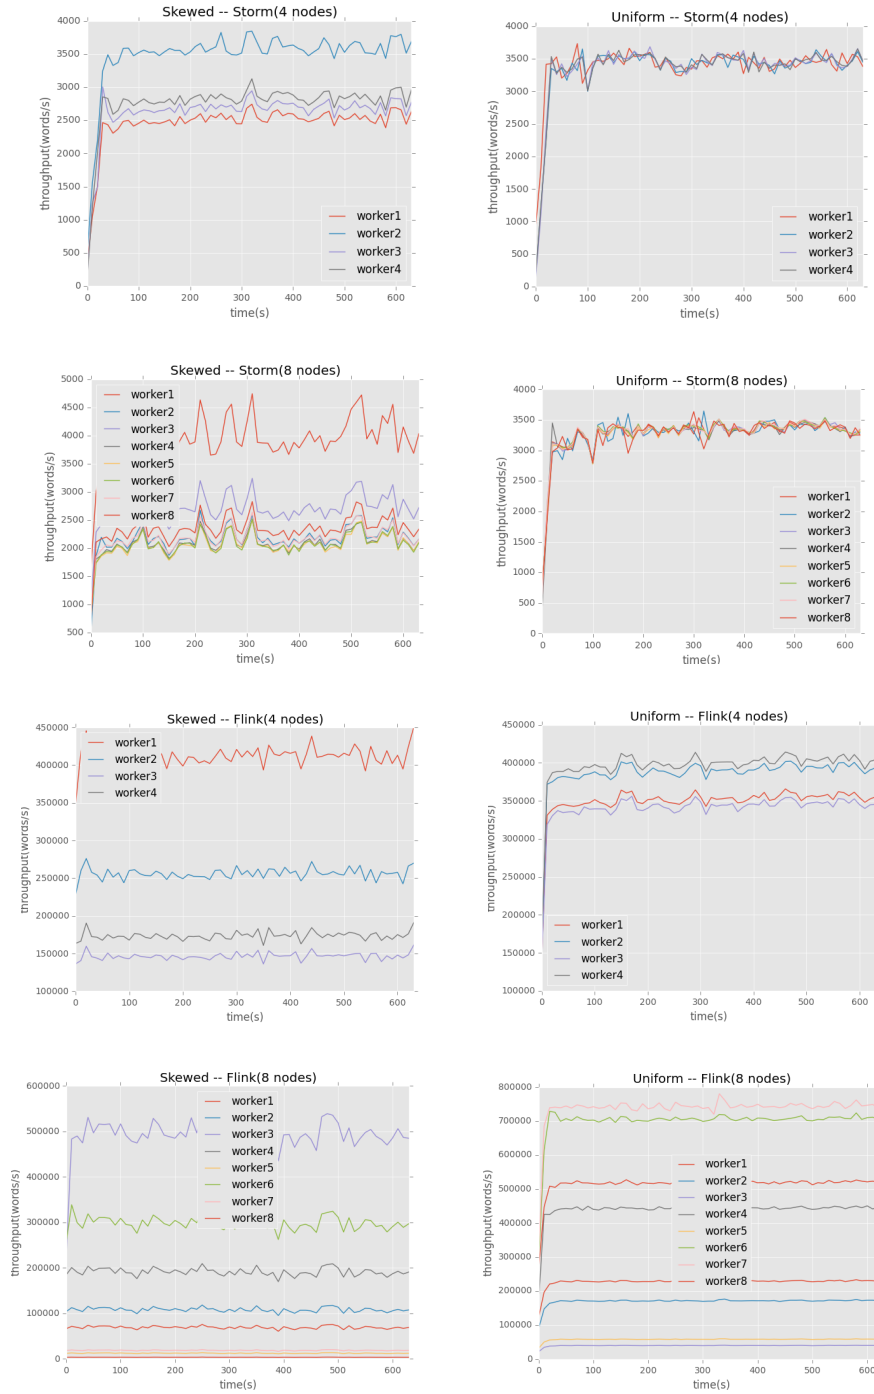 Skewed -- Storm(4 nodes)
throughput(words/s)
4000
3500
3000
2500
2000
1500
1000
500
0
worker1
worker2
worker3
worker4
0 100 200 300 400 500 600
time(s)
Uniform -- Storm(4 nodes)
throughput(words/s)
4000
3500
3000
2500
2000
1500
1000
500
0
worker1
worker2
worker3
worker4
0 100 200 300 400 500 600
time(s)
Skewed -- Storm(8 nodes)
throughput(words/s)
5000
4500
4000
3500
3000
2500
2000
1500
1000
500
worker1
worker2
worker3
worker4
worker5
worker6
worker7
worker8
0 100 200 300 400 500 600
time(s)
Uniform -- Storm(8 nodes)
throughput(words/s)
4000
3500
3000
2500
2000
1500
1000
500
0
worker1
worker2
worker3
worker4
worker5
worker6
worker7
worker8
0 100 200 300 400 500 600
time(s)
Skewed -- Flink(4 nodes)
throughput(words/s)
450000
400000
350000
300000
250000
200000
150000
100000
worker1
worker2
worker3
worker4
0 100 200 300 400 500 600
time(s)
Uniform -- Flink(4 nodes)
throughput(words/s)
450000
400000
350000
300000
250000
200000
150000
100000
worker1
worker2
worker3
worker4
0 100 200 300 400 500 600
time(s)
Skewed -- Flink(8 nodes)
throughput(words/s)
600000
500000
400000
300000
200000
100000
0
worker1
worker2
worker3
worker4
worker5
worker6
worker7
worker8
0 100 200 300 400 500 600
time(s)
Uniform -- Flink(8 nodes)
throughput(words/s)
800000
700000
600000
500000
400000
300000
200000
100000
0
worker1
worker2
worker3
worker4
worker5
worker6
worker7
worker8
0 100 200 300 400 500 600
time(s)